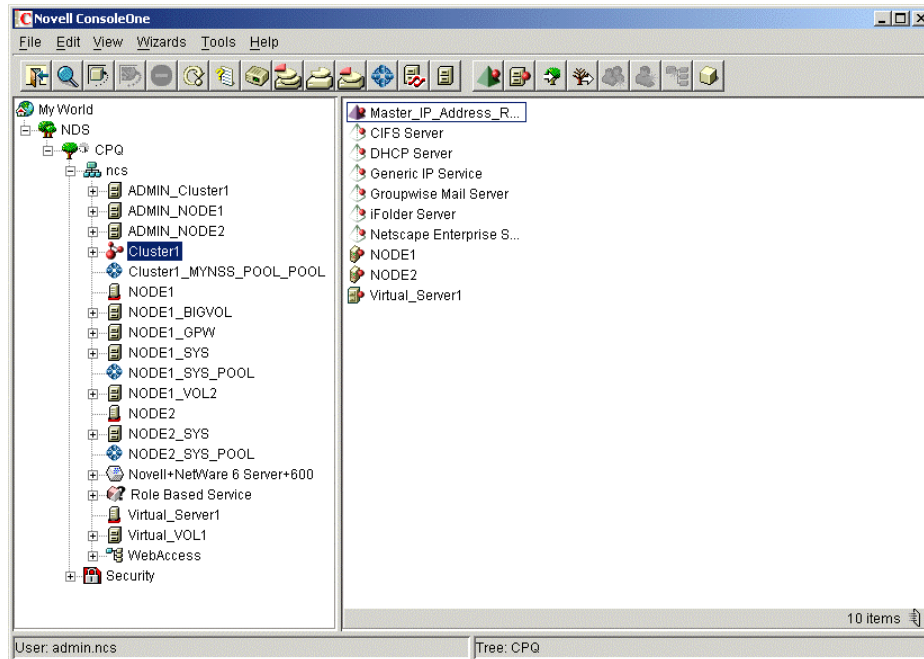 Novell ConsoleOne
File Edit View Wizards Tools Help
My World
NDS
CPQ
ncs
ADMIN_Cluster1
ADMIN_NODE1
ADMIN_NODE2
Cluster1
Cluster1_MYNSS_POOL_POOL
NODE1
NODE1_BIGVOL
NODE1_GPW
NODE1_SYS
NODE1_SYS_POOL
NODE1_VOL2
NODE2
NODE2_SYS
NODE2_SYS_POOL
Novell+NetWare 6 Server+600
Role Based Service
Virtual_Server1
Virtual_VOL1
WebAccess
Security
Master_IP_Address_R...
CIFS Server
DHCP Server
Generic IP Service
Groupwise Mail Server
iFolder Server
Netscape Enterprise S...
NODE1
NODE2
Virtual_Server1
10 items
User: admin.ncs
Tree: CPQ